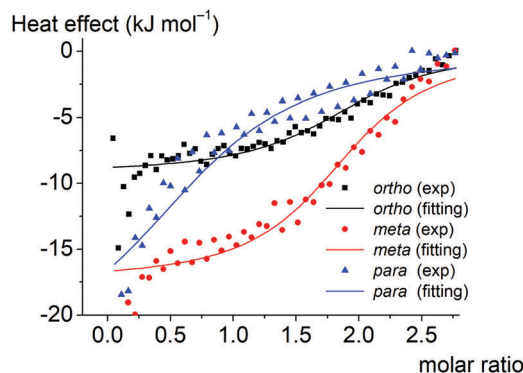 Heat effect (kJ mol⁻¹)
0
-5
-10
-15
-20
0.0 0.5 1.0 1.5 2.0 2.5
molar ratio
ortho (exp)
ortho (fitting)
meta (exp)
meta (fitting)
para (exp)
para (fitting)